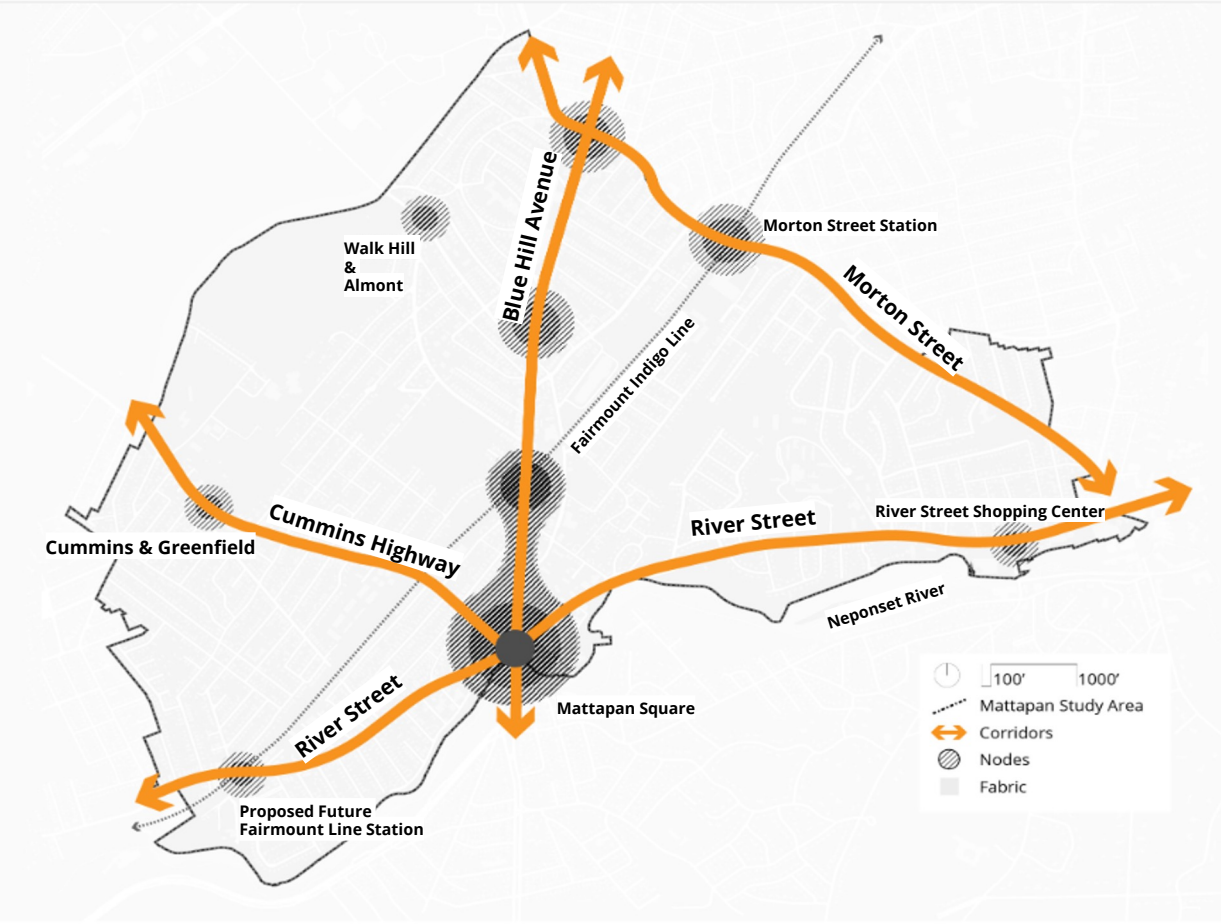 Blue Hill Avenue
Morton Street Station
Walk Hill
&
Almont
Morton Street
Fairmount Indigo Line
Cummins Highway
River Street
River Street Shopping Center
Cummins & Greenfield
Neponset River
River Street
Mattapan Square
Proposed Future
Fairmount Line Station
100' 1000'
Mattapan Study Area
Corridors
Nodes
Fabric